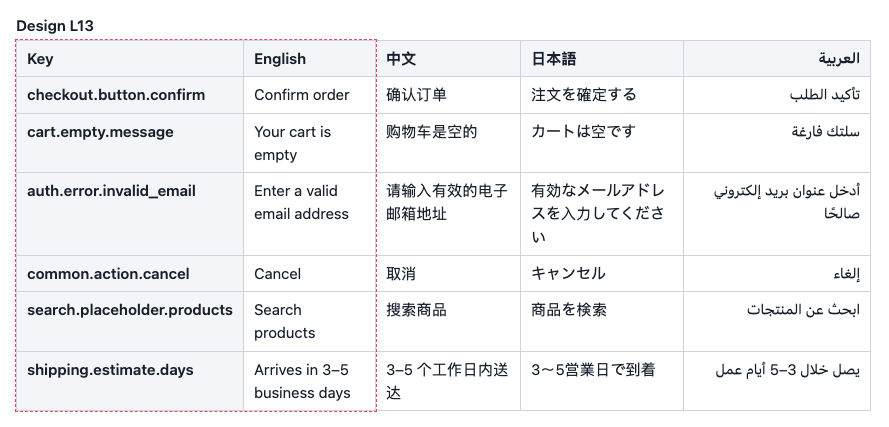 Design L13
Key English 中文 日本語 العربية
checkout.button.confirm Confirm order 确认订单 注文を確定する تأكيد الطلب
cart.empty.message Your cart is empty 购物车是空的 カートは空です سلتك فارغة
auth.error.invalid_email Enter a valid email address 请输入有效的电子邮箱地址 有効なメールアドレスを入力してください أدخل عنوان بريد إلكتروني صالحًا
common.action.cancel Cancel 取消 キャンセル إلغاء
search.placeholder.products Search products 搜索商品 商品を検索 ابحث عن المنتجات
shipping.estimate.days Arrives in 3–5 business days 3–5 个工作日内送达 3〜5営業日で到着 يصل خلال 3–5 أيام عمل